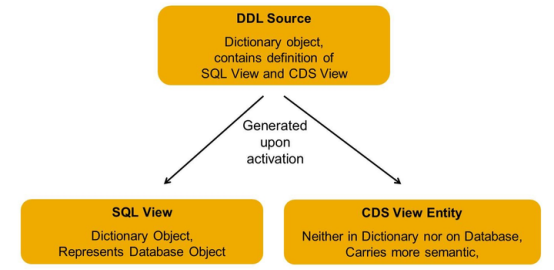 DDL Source
Dictionary object,
contains definition of
SQL View and CDS View
Generated
upon
activation
SQL View
Dictionary Object,
Represents Database Object
CDS View Entity
Neither in Dictionary nor on Database,
Carries more semantic,